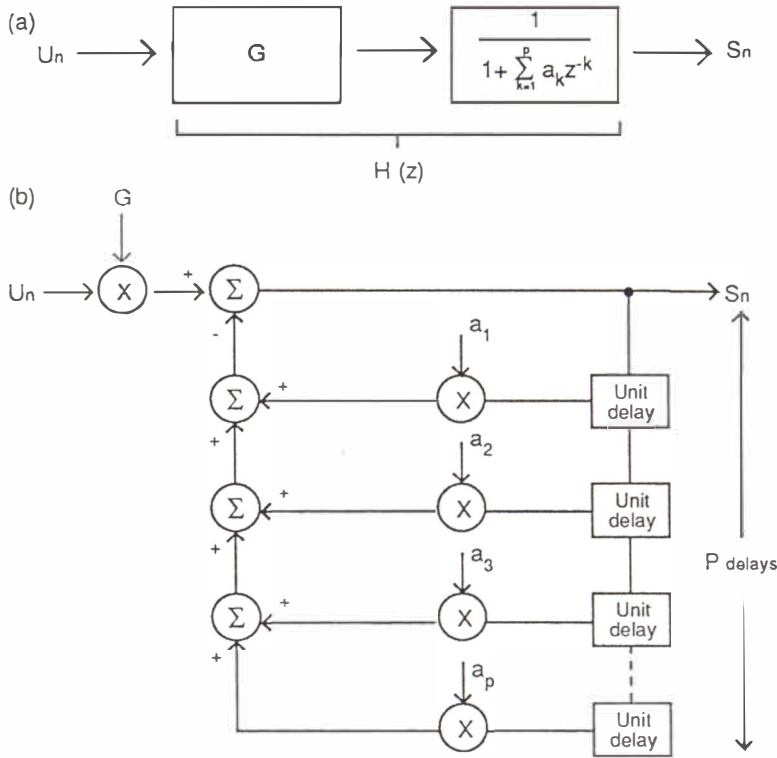 (a)
Un G 1 Sn
1 + p Σ k=1 akz-k
H (z)
(b)
G
Un X + Σ Sn
-
a1
Σ + X Unit delay
+
a2
Σ + X Unit delay
+
P delays
a3
Σ + X Unit delay
+
ap
X Unit delay